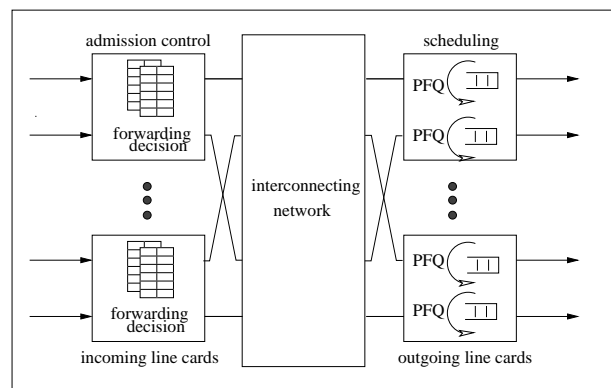 admission control
scheduling
PFQ
forwarding
decision
PFQ
interconnecting
network
PFQ
forwarding
decision
PFQ
incoming line cards
outgoing line cards